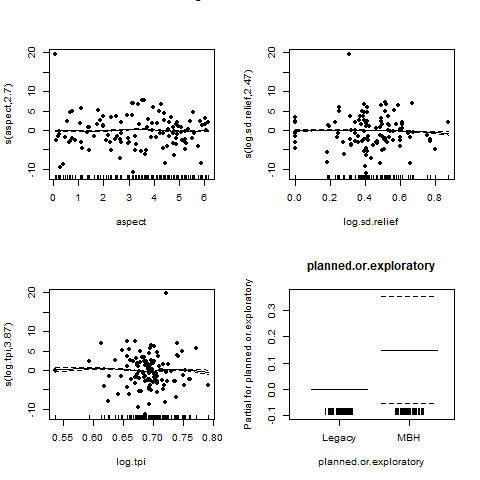 20
10
5
0
-10
s(aspect,2.7)
0 1 2 3 4 5 6
aspect
20
10
5
0
-10
s(log.sd.relief,2.47)
0.0 0.2 0.4 0.6 0.8
log.sd.relief
20
10
5
0
-10
s(log.tpi,3.87)
0.55 0.60 0.65 0.70 0.75 0.80
log.tpi
planned.or.exploratory
0.3
0.2
0.1
0.0
-0.1
Partial for planned.or.exploratory
Legacy MBH
planned.or.exploratory